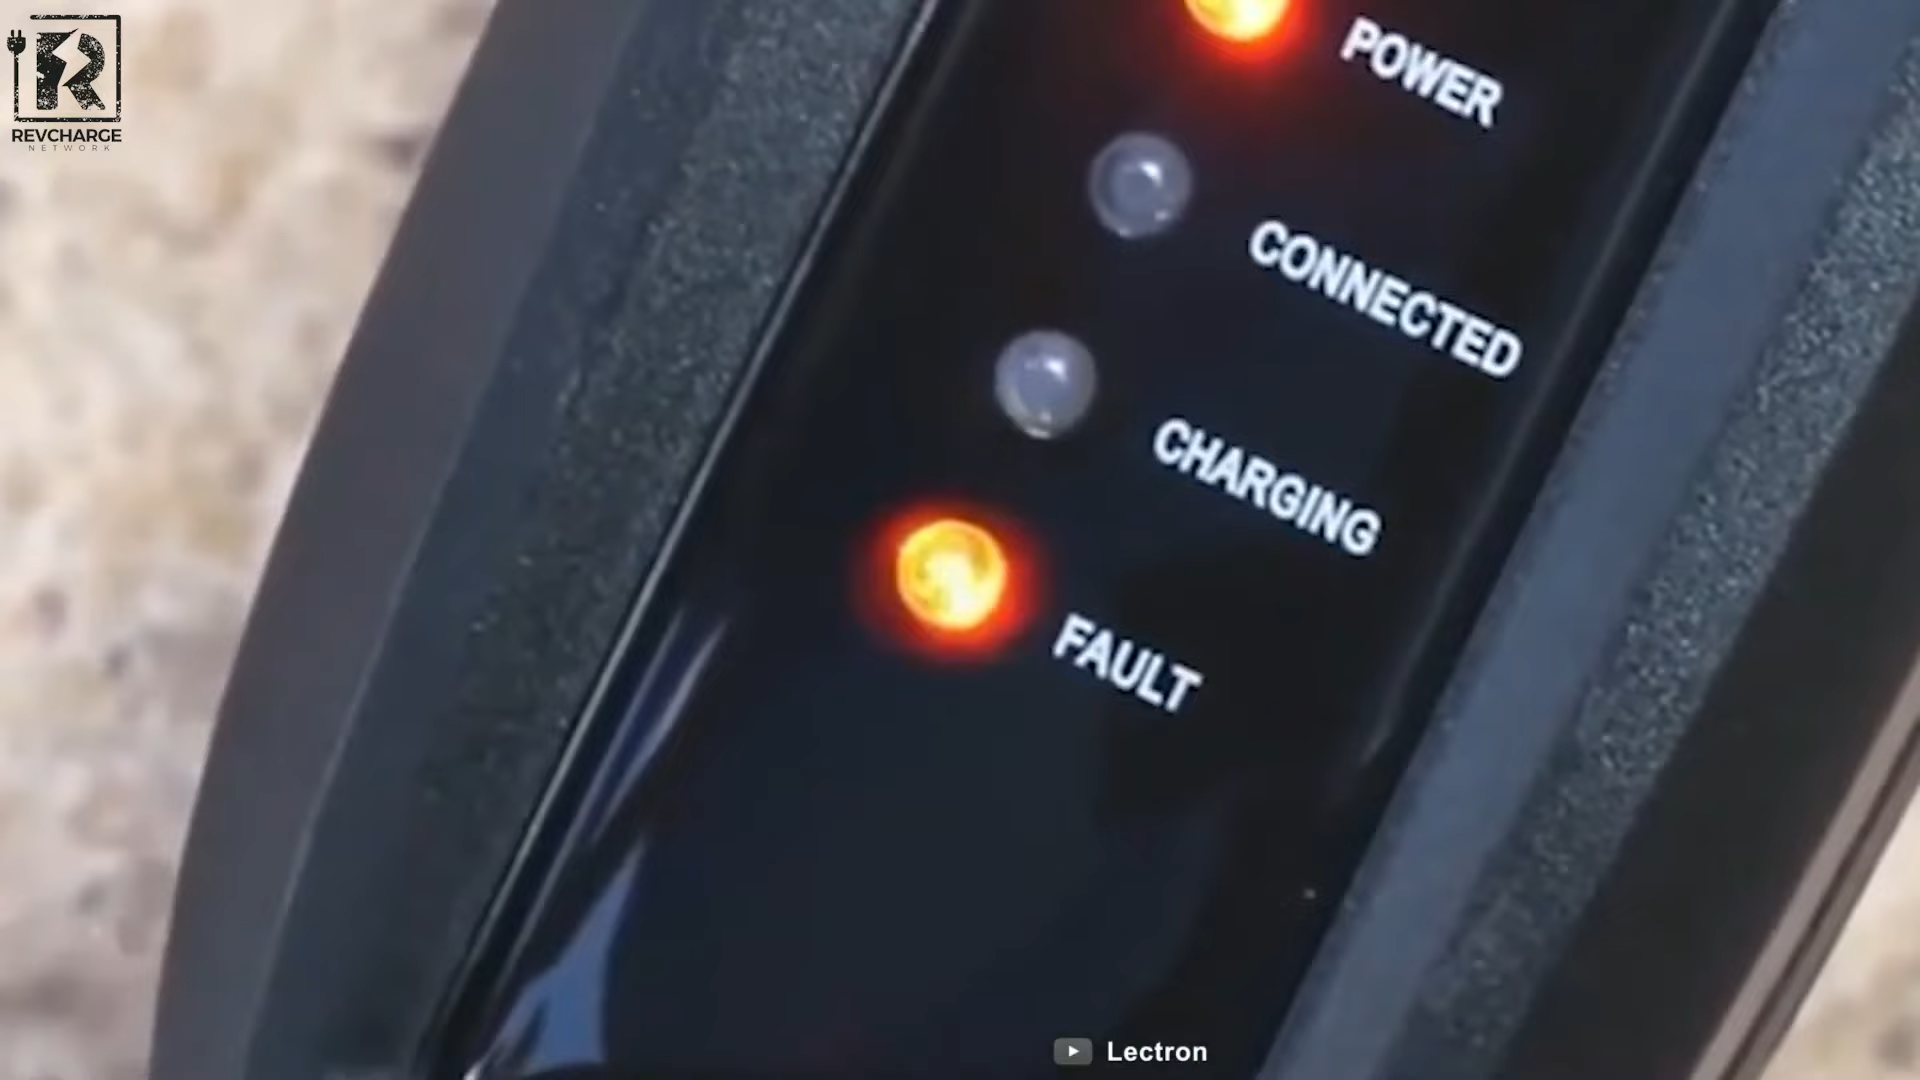 REVCHARGE
NETWORK
POWER
CONNECTED
CHARGING
FAULT
Lectron